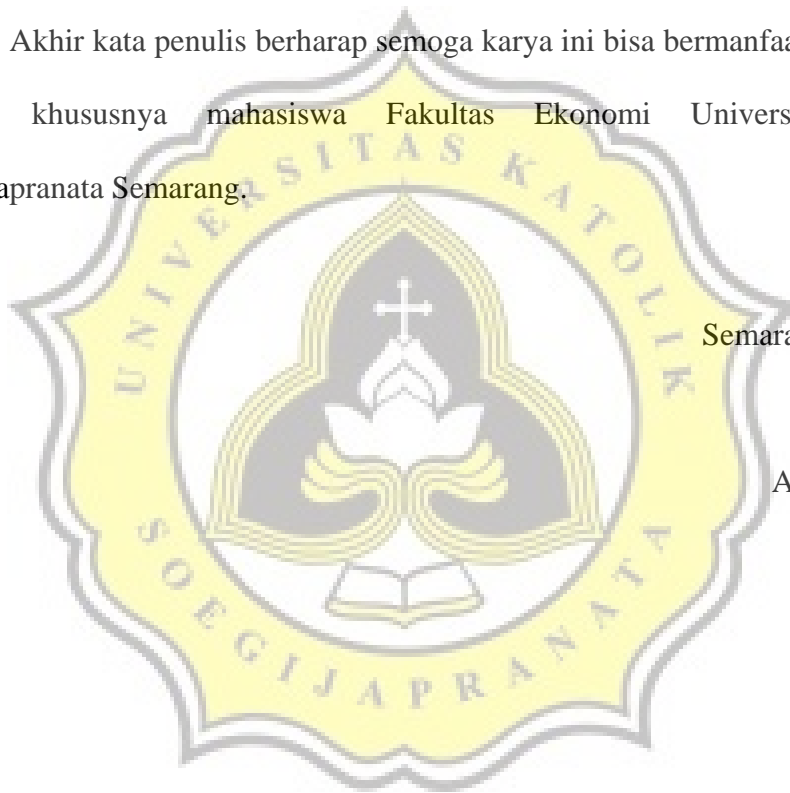 Akhir kata penulis berharap semoga karya ini bisa bermanfaa
khususnya mahasiswa Fakultas Ekonomi Univers
apranata Semarang.
UNIVERSITAS KATOLIK
Semara
A
SOEGIJAPRANATA